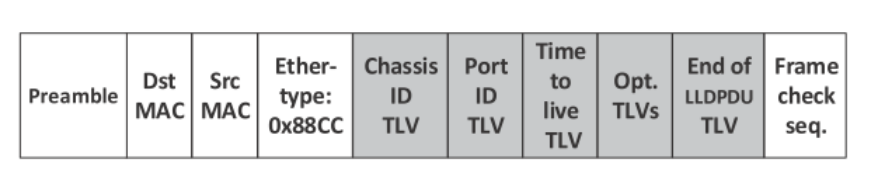 Preamble
Dst
MAC
Src
MAC
Ether-
type:
0x88CC
Chassis
ID
TLV
Port
ID
TLV
Time
to
live
TLV
Opt.
TLVs
End of
LLDPDU
TLV
Frame
check
seq.